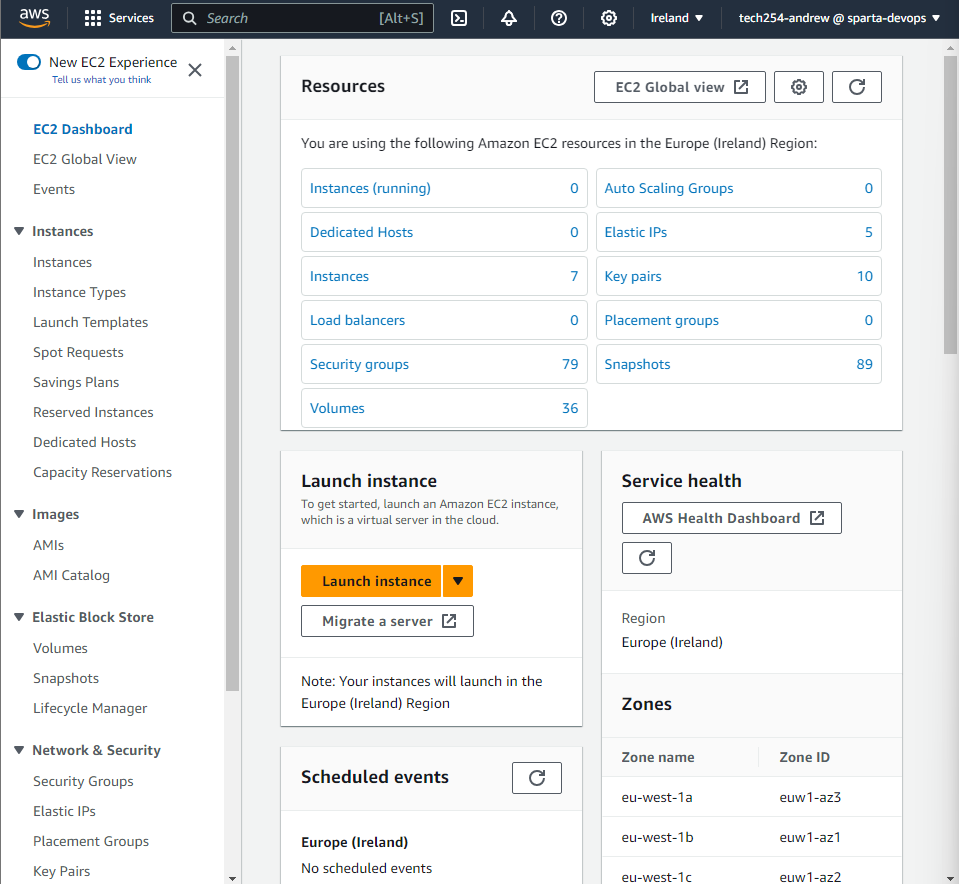 aws
Services
Search [Alt+S]
Ireland
tech254-andrew @ sparta-devops
New EC2 Experience
Tell us what you think
EC2 Dashboard
EC2 Global View
Events
Instances
Instances
Instance Types
Launch Templates
Spot Requests
Savings Plans
Reserved Instances
Dedicated Hosts
Capacity Reservations
Images
AMIs
AMI Catalog
Elastic Block Store
Volumes
Snapshots
Lifecycle Manager
Network & Security
Security Groups
Elastic IPs
Placement Groups
Key Pairs
Resources
EC2 Global view
You are using the following Amazon EC2 resources in the Europe (Ireland) Region:
Instances (running) 0
Auto Scaling Groups 0
Dedicated Hosts 0
Elastic IPs 5
Instances 7
Key pairs 10
Load balancers 0
Placement groups 0
Security groups 79
Snapshots 89
Volumes 36
Launch instance
To get started, launch an Amazon EC2 instance,
which is a virtual server in the cloud.
Launch instance
Migrate a server
Note: Your instances will launch in the
Europe (Ireland) Region
Scheduled events
Europe (Ireland)
No scheduled events
Service health
AWS Health Dashboard
Region
Europe (Ireland)
Zones
Zone name Zone ID
eu-west-1a euw1-az3
eu-west-1b euw1-az1
eu-west-1c euw1-az2